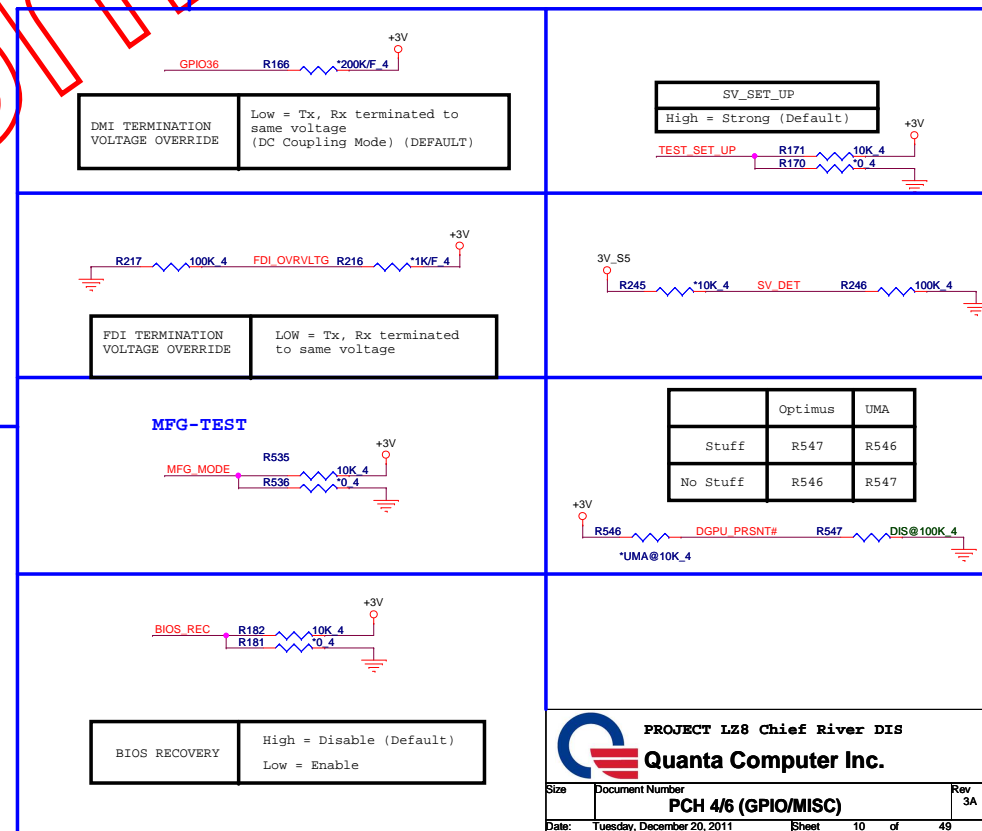 +3V
GPIO36 R166 *200K/F_4
DMI TERMINATION
VOLTAGE OVERRIDE
Low = Tx, Rx terminated to
same voltage
(DC Coupling Mode) (DEFAULT)
SV_SET_UP
High = Strong (Default)
+3V
TEST_SET_UP R171 10K_4
R170 *0_4
+3V
R217 100K_4 FDI_OVRVLTG R216 *1K/F_4
FDI TERMINATION
VOLTAGE OVERRIDE
LOW = Tx, Rx terminated
to same voltage
3V_S5
R245 *10K_4 SV_DET R246 100K_4
MFG-TEST
+3V
R535
MFG_MODE 10K_4
R536 *0_4
Optimus UMA
Stuff R547 R546
No Stuff R546 R547
+3V
R546 DGPU_PRSNT# R547 DIS@100K_4
*UMA@10K_4
+3V
BIOS_REC R182 10K_4
R181 *0_4
BIOS RECOVERY
High = Disable (Default)
Low = Enable
PROJECT LZ8 Chief River DIS
Quanta Computer Inc.
Size Document Number Rev
PCH 4/6 (GPIO/MISC) 3A
Date: Tuesday, December 20, 2011 Sheet 10 of 49